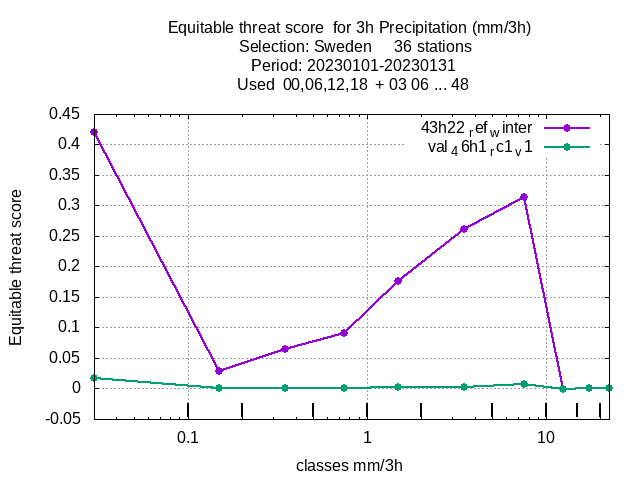 Equitable threat score for 3h Precipitation (mm/3h)
Selection: Sweden 36 stations
Period: 20230101-20230131
Used 00,06,12,18 + 03 06 ... 48
43h22refwinter
val46h1rc1v1
0.45
0.4
0.35
0.3
0.25
0.2
0.15
0.1
0.05
0
-0.05
Equitable threat score
0.1 1 10
classes mm/3h